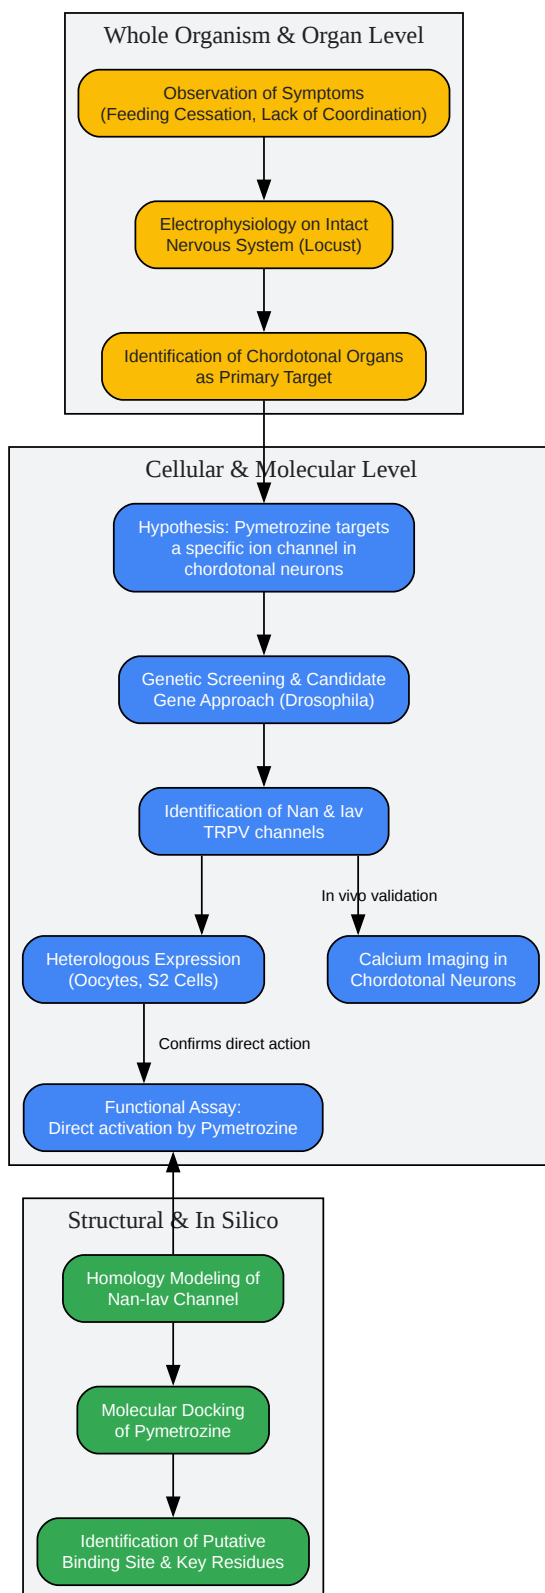 Whole Organism & Organ Level
Observation of Symptoms
(Feeding Cessation, Lack of Coordination)
Electrophysiology on Intact
Nervous System (Locust)
Identification of Chordotonal Organs
as Primary Target
Cellular & Molecular Level
Hypothesis: Pymetrozine targets
a specific ion channel in
chordotonal neurons
Genetic Screening & Candidate
Gene Approach (Drosophila)
Identification of Nan & Iav
TRPV channels
In vivo validation
Heterologous Expression
(Oocytes, S2 Cells)
Calcium Imaging in
Chordotonal Neurons
Confirms direct action
Functional Assay:
Direct activation by Pymetrozine
Structural & In Silico
Homology Modeling of
Nan-Iav Channel
Molecular Docking
of Pymetrozine
Identification of Putative
Binding Site & Key Residues